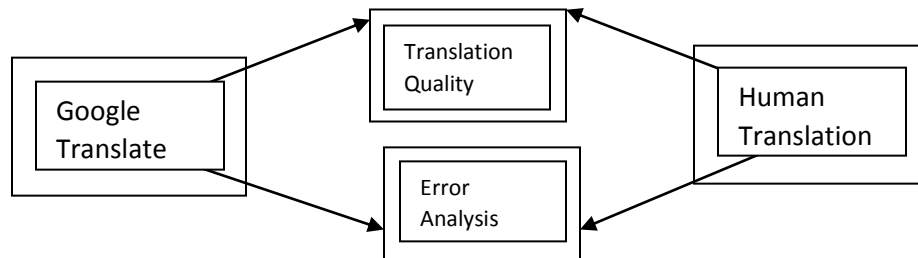 Translation
Quality
Google
Translate
Human
Translation
Error
Analysis